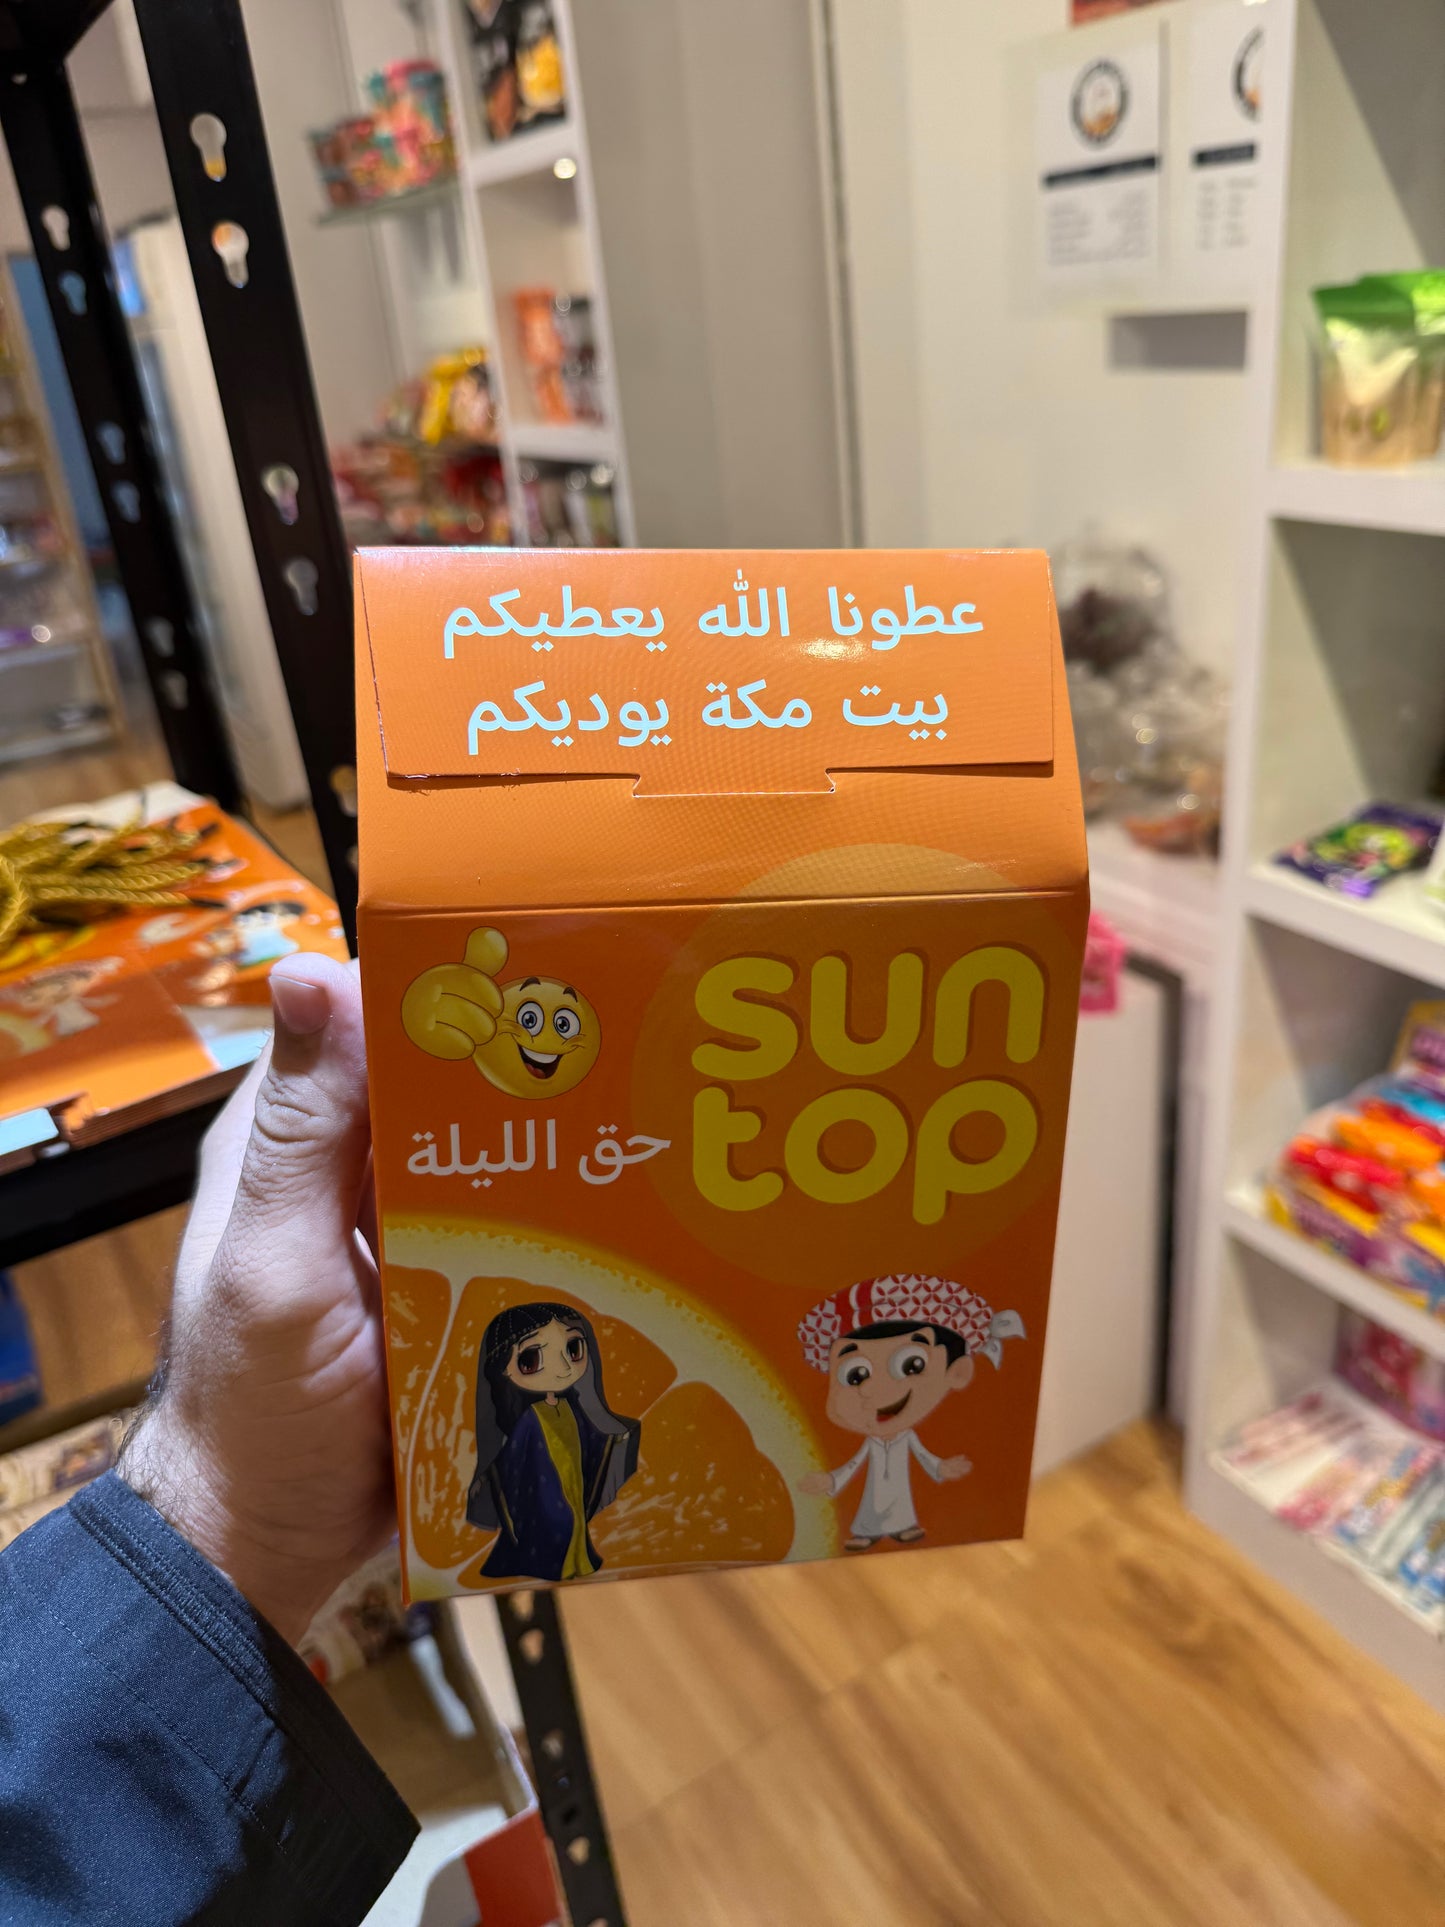 عطونا الله يعطيكم
بيت مكة يوديكم
sun
top
حق الليلة